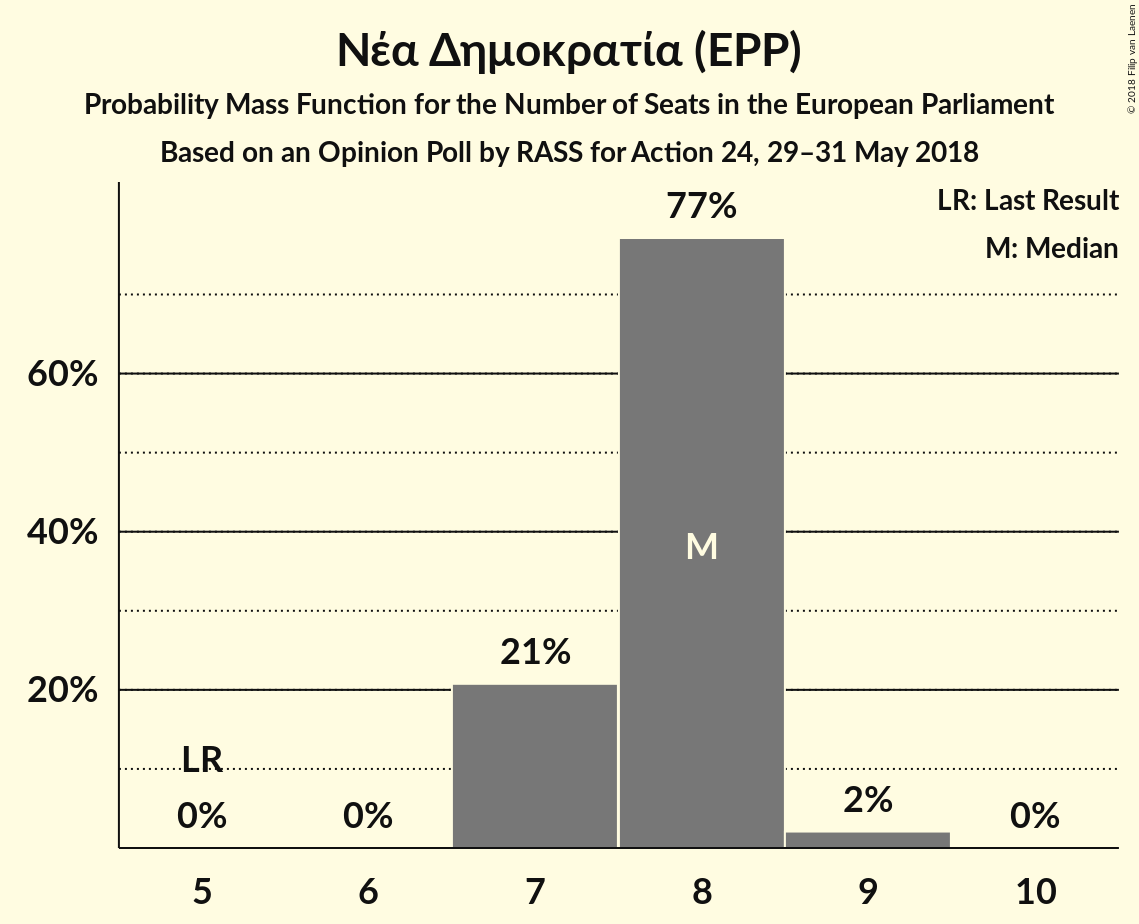 Νέα Δημοκρατία (EPP)
Probability Mass Function for the Number of Seats in the European Parliament
Based on an Opinion Poll by RASS for Action 24, 29–31 May 2018
© 2018 Filip van Laenen
LR: Last Result
M: Median
77%
60%
40%
M
21%
20%
LR
0%
0%
2%
0%
5
6
7
8
9
10